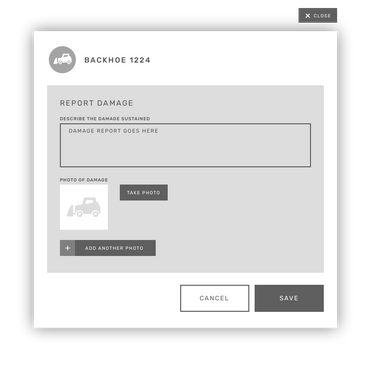 CLOSE
BACKHOE 1224
REPORT DAMAGE
DESCRIBE THE DAMAGE SUSTAINED
DAMAGE REPORT GOES HERE
PHOTO OF DAMAGE
TAKE PHOTO
+ ADD ANOTHER PHOTO
CANCEL
SAVE